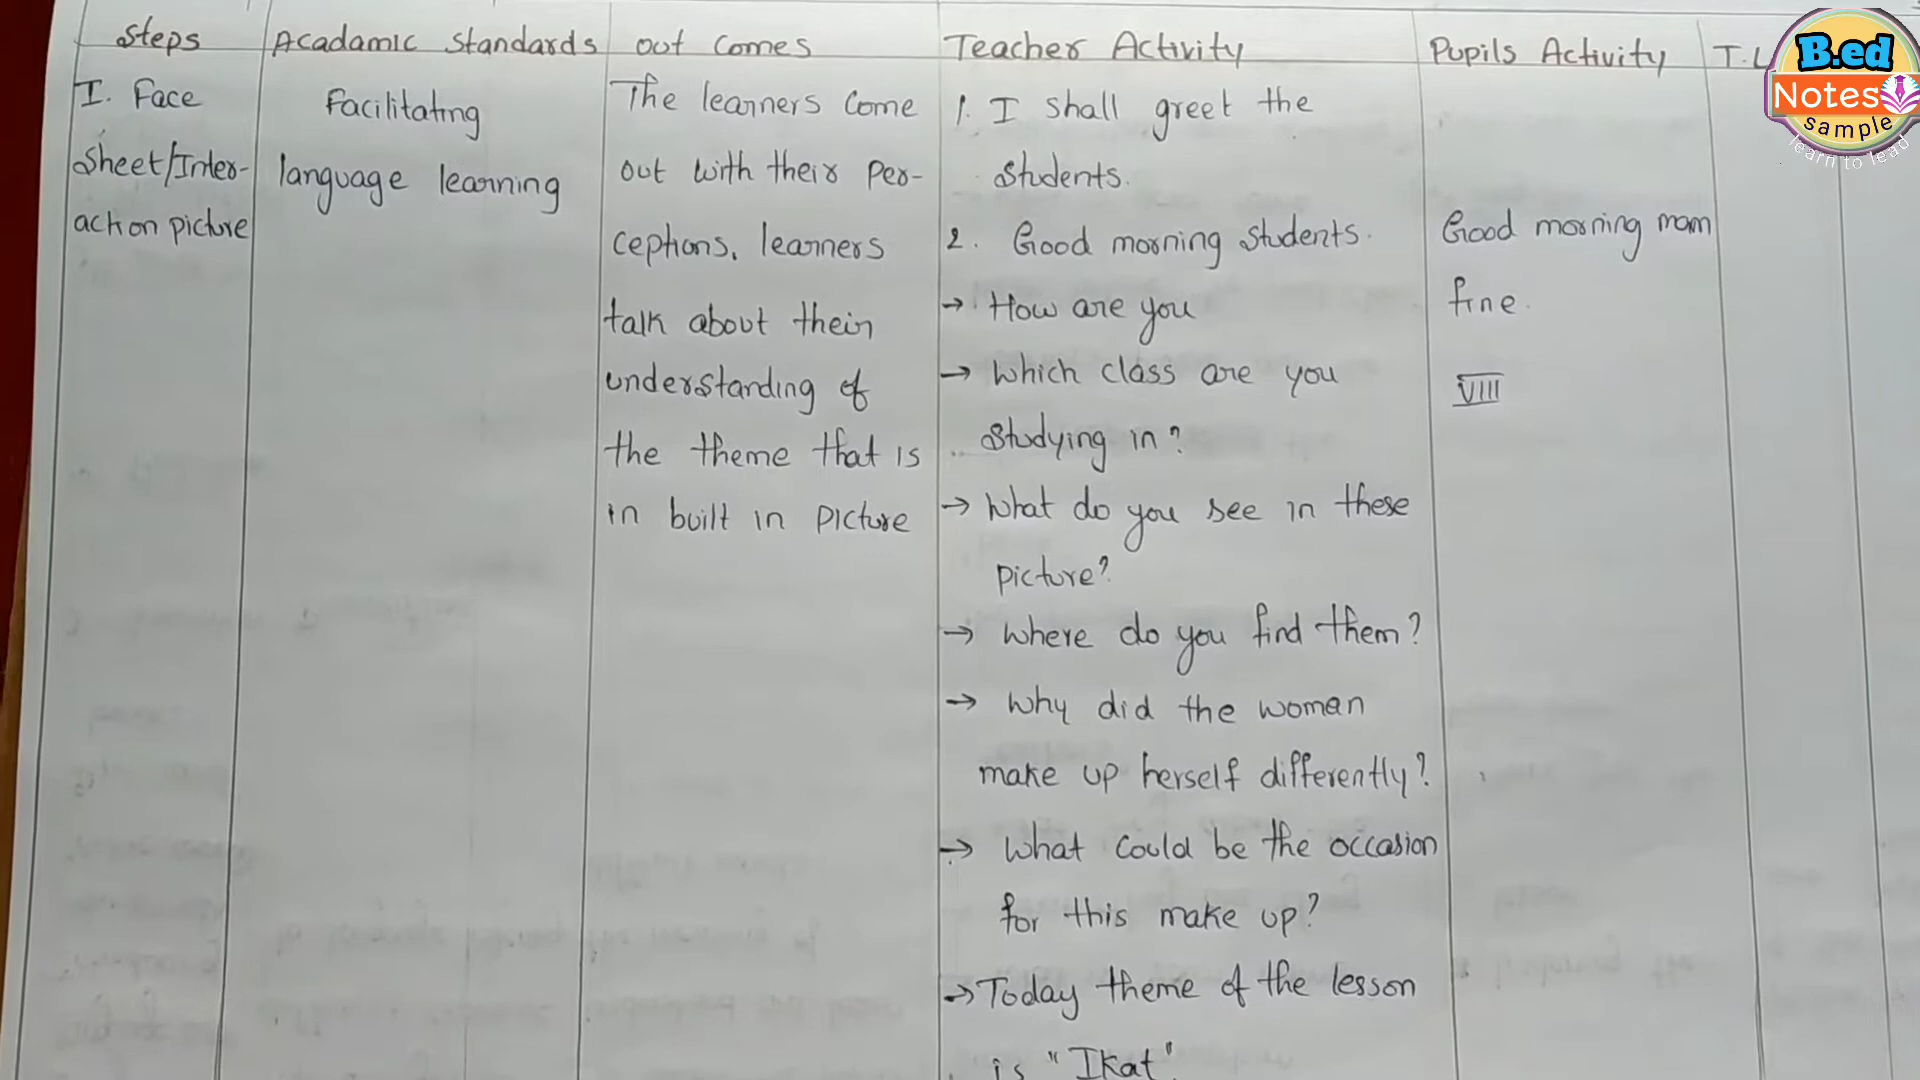 Steps
Acadamic Standards
out comes
Teacher Activity
Pupils Activity
T.L
I. Face
Sheet/Inter-
action picture
Facilitating
language learning
The learners come
out with their per-
ceptions. learners
talk about their
understanding of
the theme that is
in built in picture
1. I shall greet the
students.
2. Good morning students.
→ How are you
→ which class are you
studying in?
→ What do you see in these
picture?
→ where do you find them?
→ why did the woman
make up herself differently?
→ what could be the occasion
for this make up?
→ Today theme of the lesson
is "Ikat"
Good morning mam
fine.
VIII
B.ed
Notes
sample
learn to lead